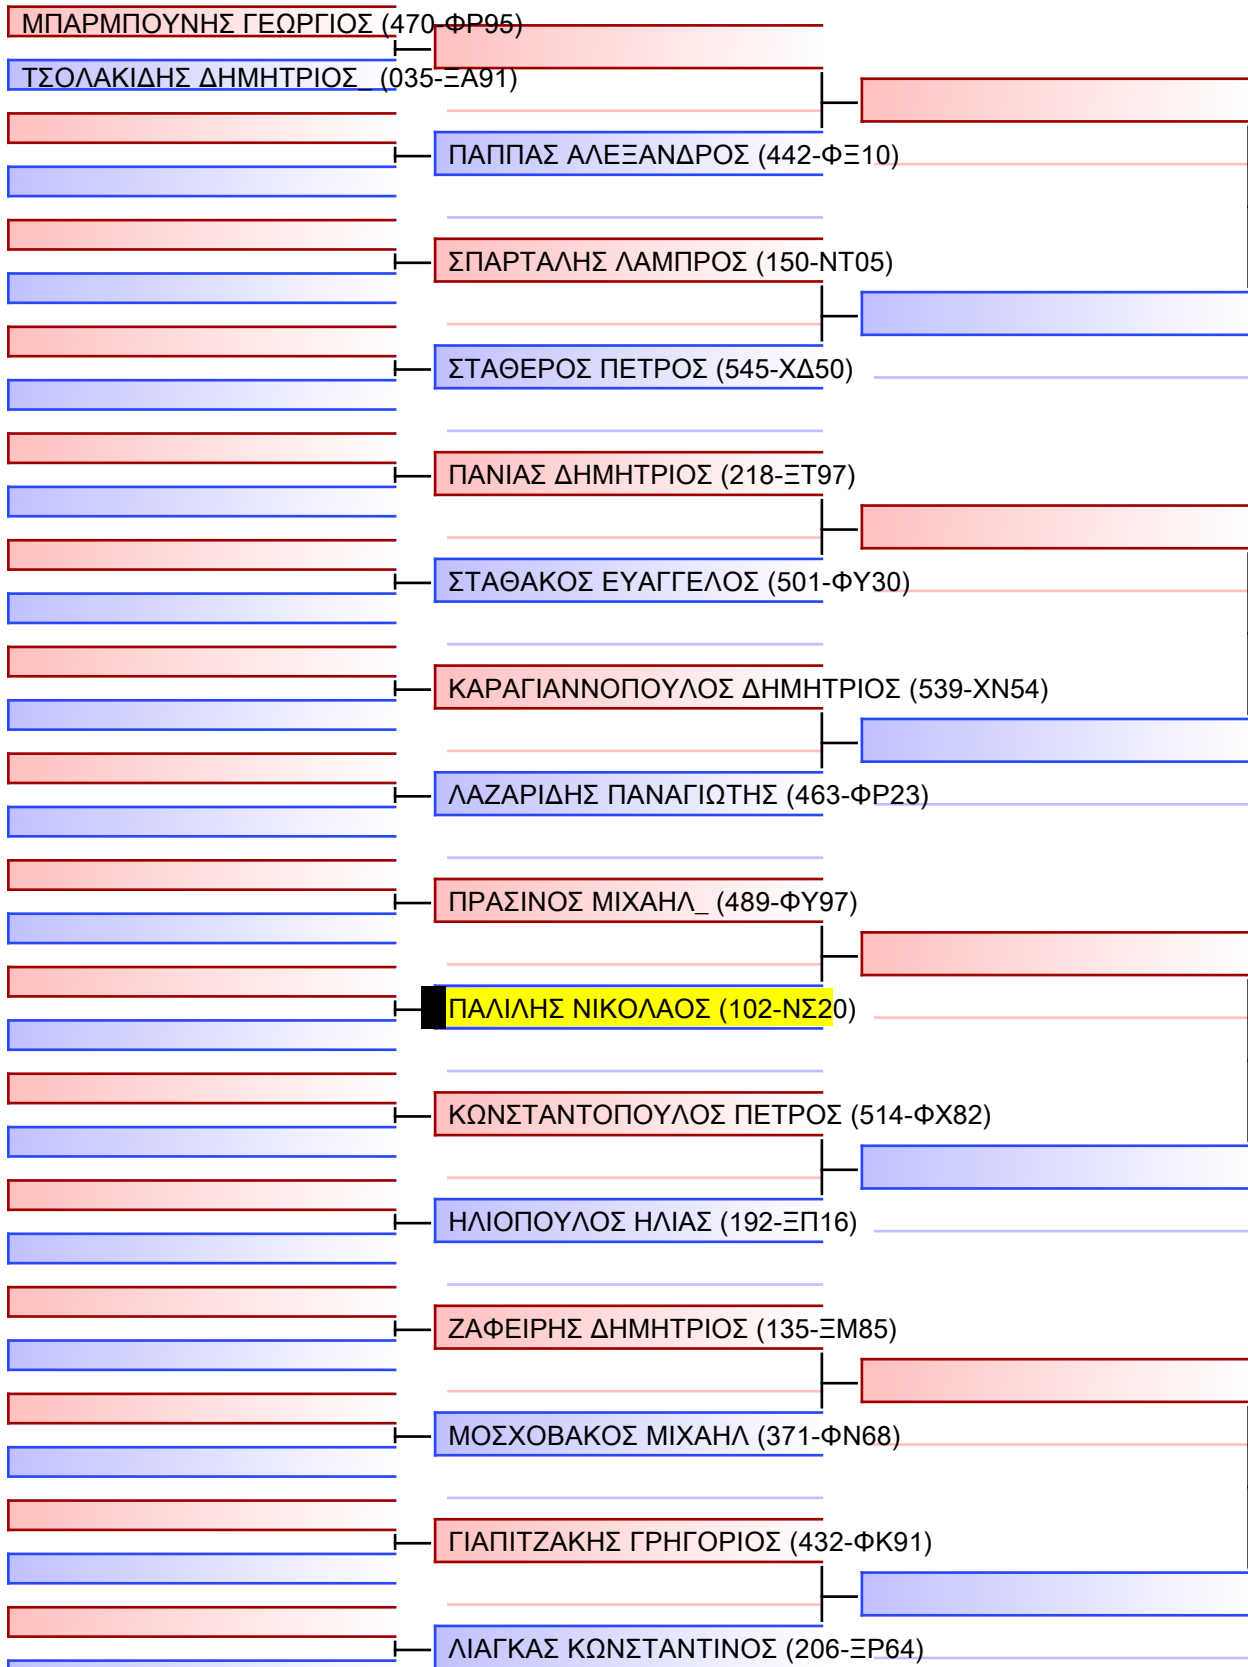 ΜΠΑΡΜΠΟΥΝΗΣ ΓΕΩΡΓΙΟΣ (470-ΦΡ95)
ΤΣΟΛΑΚΙΔΗΣ ΔΗΜΗΤΡΙΟΣ_ (035-ΞΑ91)
ΠΑΠΠΑΣ ΑΛΕΞΑΝΔΡΟΣ (442-ΦΞ10)
ΣΠΑΡΤΑΛΗΣ ΛΑΜΠΡΟΣ (150-ΝΤ05)
ΣΤΑΘΕΡΟΣ ΠΕΤΡΟΣ (545-ΧΔ50)
ΠΑΝΙΑΣ ΔΗΜΗΤΡΙΟΣ (218-ΞΤ97)
ΣΤΑΘΑΚΟΣ ΕΥΑΓΓΕΛΟΣ (501-ΦΥ30)
ΚΑΡΑΓΙΑΝΝΟΠΟΥΛΟΣ ΔΗΜΗΤΡΙΟΣ (539-ΧΝ54)
ΛΑΖΑΡΙΔΗΣ ΠΑΝΑΓΙΩΤΗΣ (463-ΦΡ23)
ΠΡΑΣΙΝΟΣ ΜΙΧΑΗΛ_ (489-ΦΥ97)
ΠΑΛΙΛΗΣ ΝΙΚΟΛΑΟΣ (102-ΝΣ20)
ΚΩΝΣΤΑΝΤΟΠΟΥΛΟΣ ΠΕΤΡΟΣ (514-ΦΧ82)
ΗΛΙΟΠΟΥΛΟΣ ΗΛΙΑΣ (192-ΞΠ16)
ΖΑΦΕΙΡΗΣ ΔΗΜΗΤΡΙΟΣ (135-ΞΜ85)
ΜΟΣΧΟΒΑΚΟΣ ΜΙΧΑΗΛ (371-ΦΝ68)
ΓΙΑΠΙΤΖΑΚΗΣ ΓΡΗΓΟΡΙΟΣ (432-ΦΚ91)
ΛΙΑΓΚΑΣ ΚΩΝΣΤΑΝΤΙΝΟΣ (206-ΞΡ64)